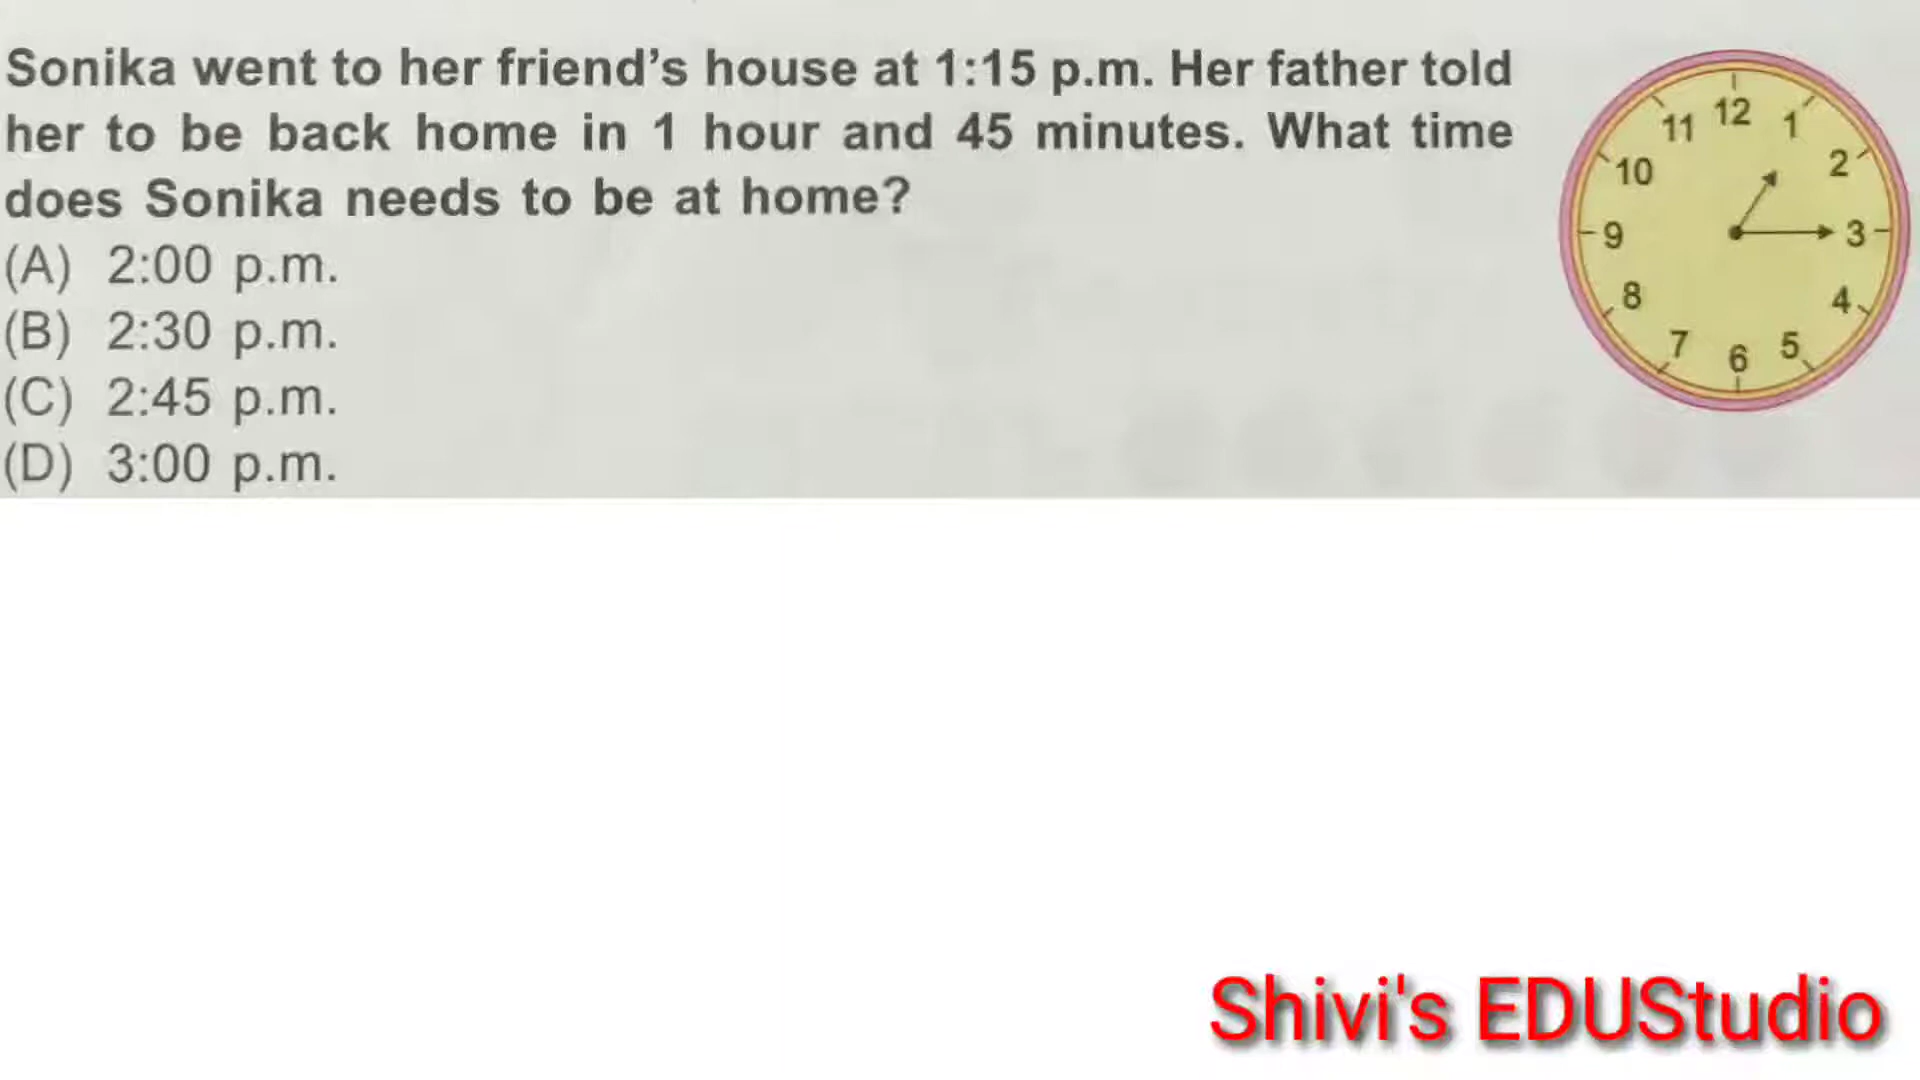 Sonika went to her friend's house at 1:15 p.m. Her father told
her to be back home in 1 hour and 45 minutes. What time
does Sonika needs to be at home?
(A) 2:00 p.m.
(B) 2:30 p.m.
(C) 2:45 p.m.
(D) 3:00 p.m.
12
11 1
10 2
9 3
8 4
7 6 5
Shivi's EDUStudio